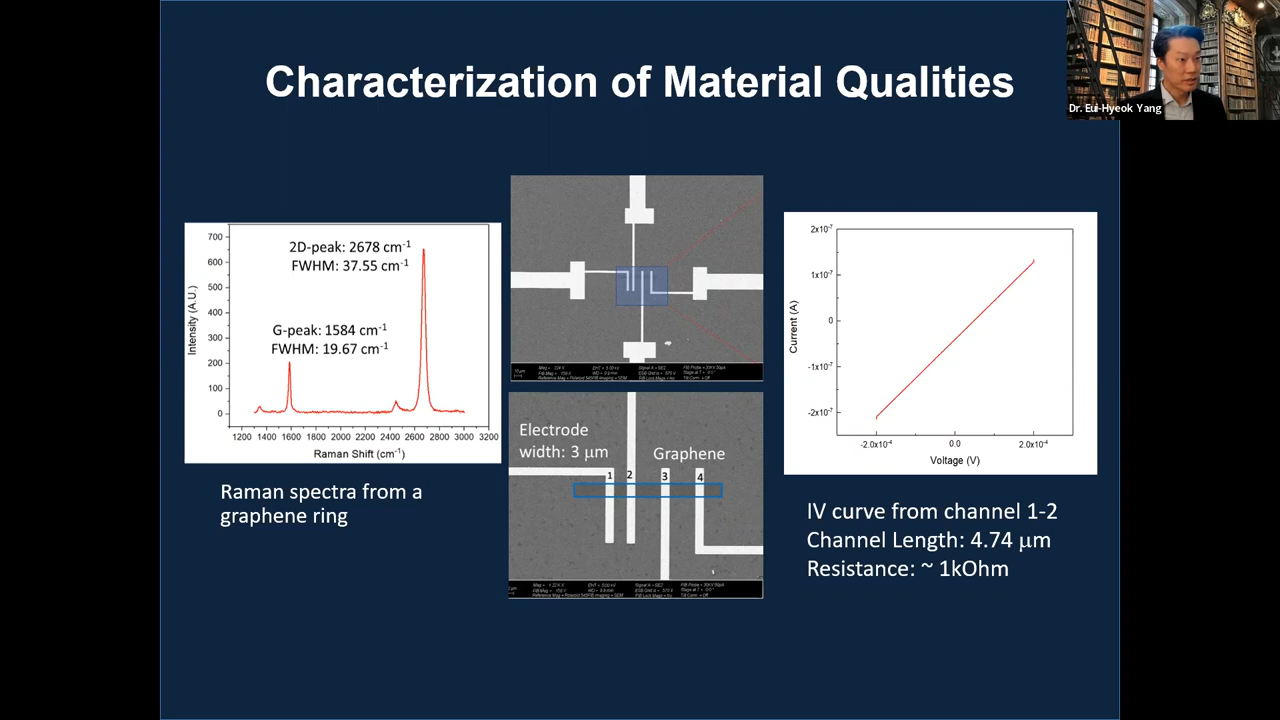 Characterization of Material Qualities
Dr. Eui-Hyeok Yang
2D-peak: 2678 cm⁻¹
FWHM: 37.55 cm⁻¹
G-peak: 1584 cm⁻¹
FWHM: 19.67 cm⁻¹
Intensity (A.U.)
700
600
500
400
300
200
100
0
1200 1400 1600 1800 2000 2200 2400 2600 2800 3000 3200
Raman Shift (cm⁻¹)
Raman spectra from a
graphene ring
Electrode
width: 3 μm
Graphene
1 2 3 4
Current (A)
2x10⁻⁷
1x10⁻⁷
0
-1x10⁻⁷
-2x10⁻⁷
-2.0x10⁻⁴ 0.0 2.0x10⁻⁴
Voltage (V)
IV curve from channel 1-2
Channel Length: 4.74 μm
Resistance: ~ 1kOhm